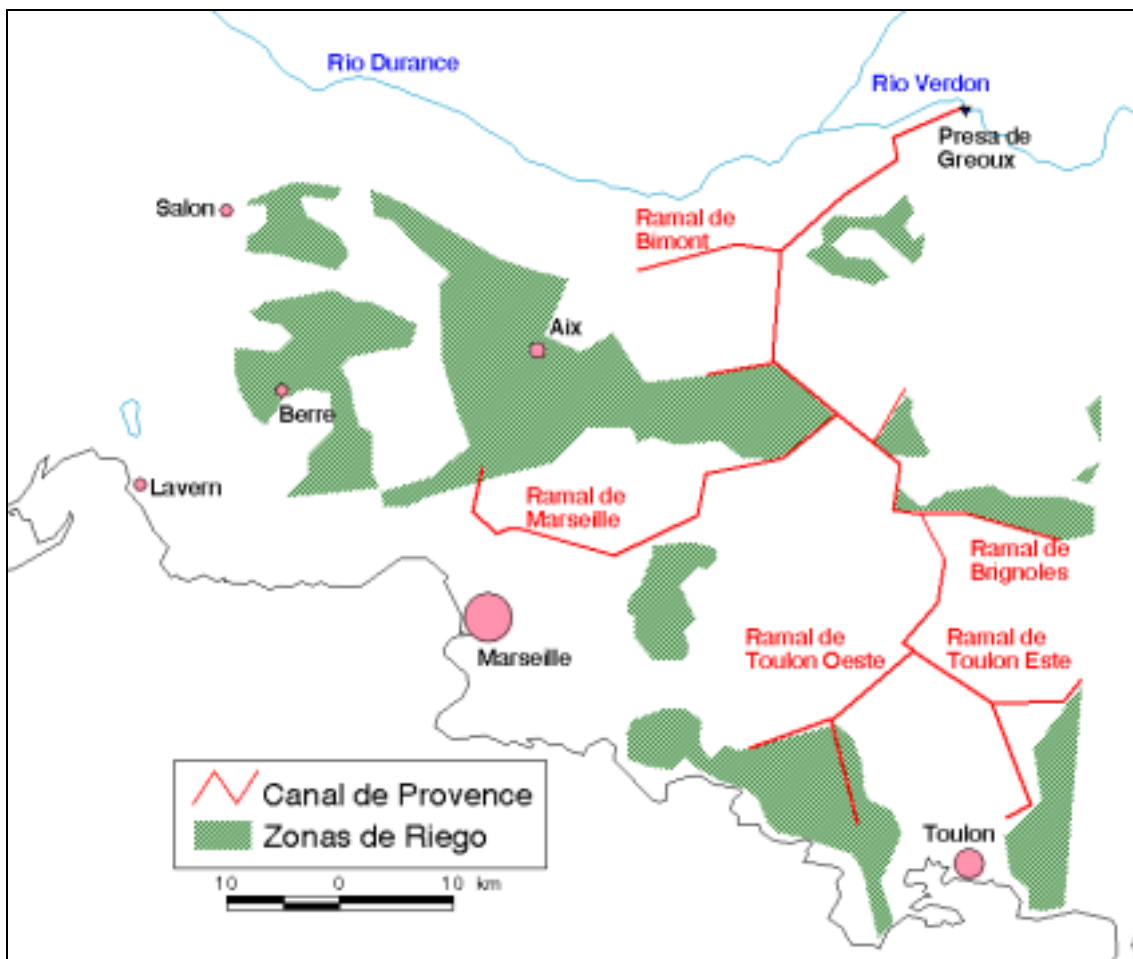 Rio Durance
Rio Verdon
Presa de
Greoux
Salon
Ramal de
Bimont
Aix
Berre
Lavern
Ramal de
Marseille
Ramal de
Brignoles
Marseille
Ramal de
Toulon Oeste
Ramal de
Toulon Este
Canal de Provence
Zonas de Riego
Toulon
10 0 10 km